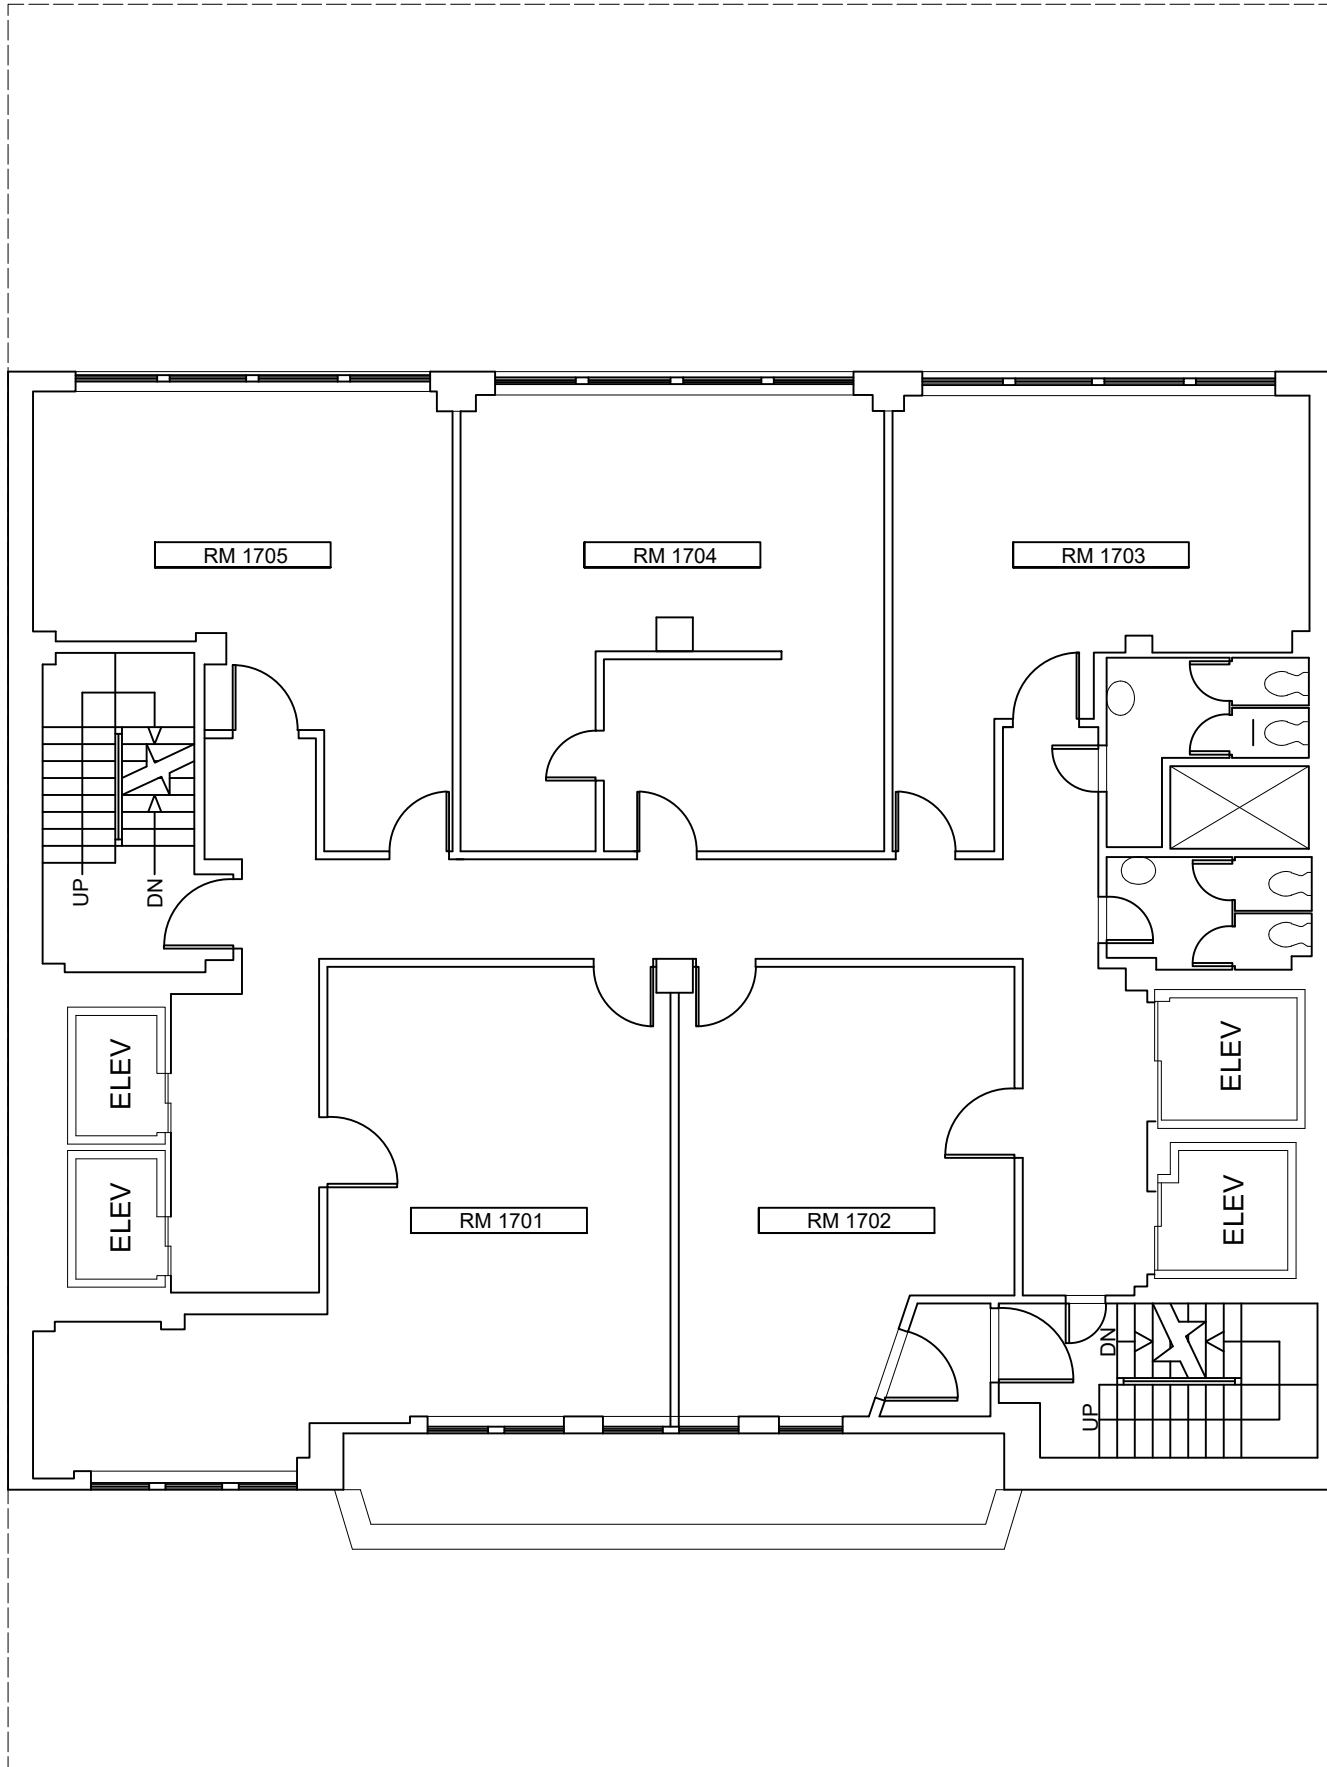 RM 1705
RM 1704
RM 1703
UP
DN
ELEV
ELEV
ELEV
ELEV
RM 1701
RM 1702
DN
UP